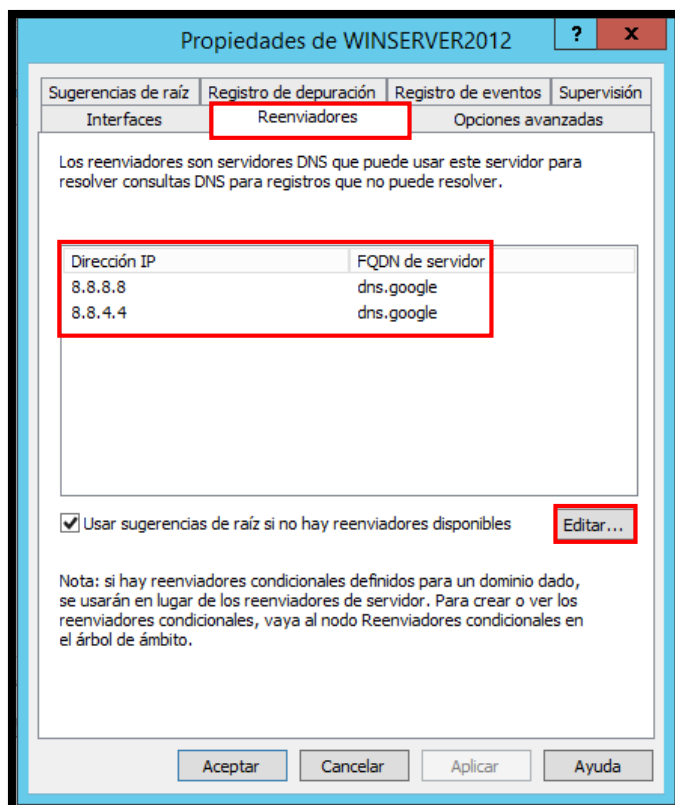 Propiedades de WINSERVER2012
?
x
Sugerencias de raíz
Registro de depuración
Registro de eventos
Supervisión
Interfaces
Reenviadores
Opciones avanzadas
Los reenviadores son servidores DNS que puede usar este servidor para
resolver consultas DNS para registros que no puede resolver.
Dirección IP
FQDN de servidor
8.8.8.8
dns.google
8.8.4.4
dns.google
Usar sugerencias de raíz si no hay reenviadores disponibles
Editar...
Nota: si hay reenviadores condicionales definidos para un dominio dado,
se usarán en lugar de los reenviadores de servidor. Para crear o ver los
reenviadores condicionales, vaya al nodo Reenviadores condicionales en
el árbol de ámbito.
Aceptar
Cancelar
Aplicar
Ayuda